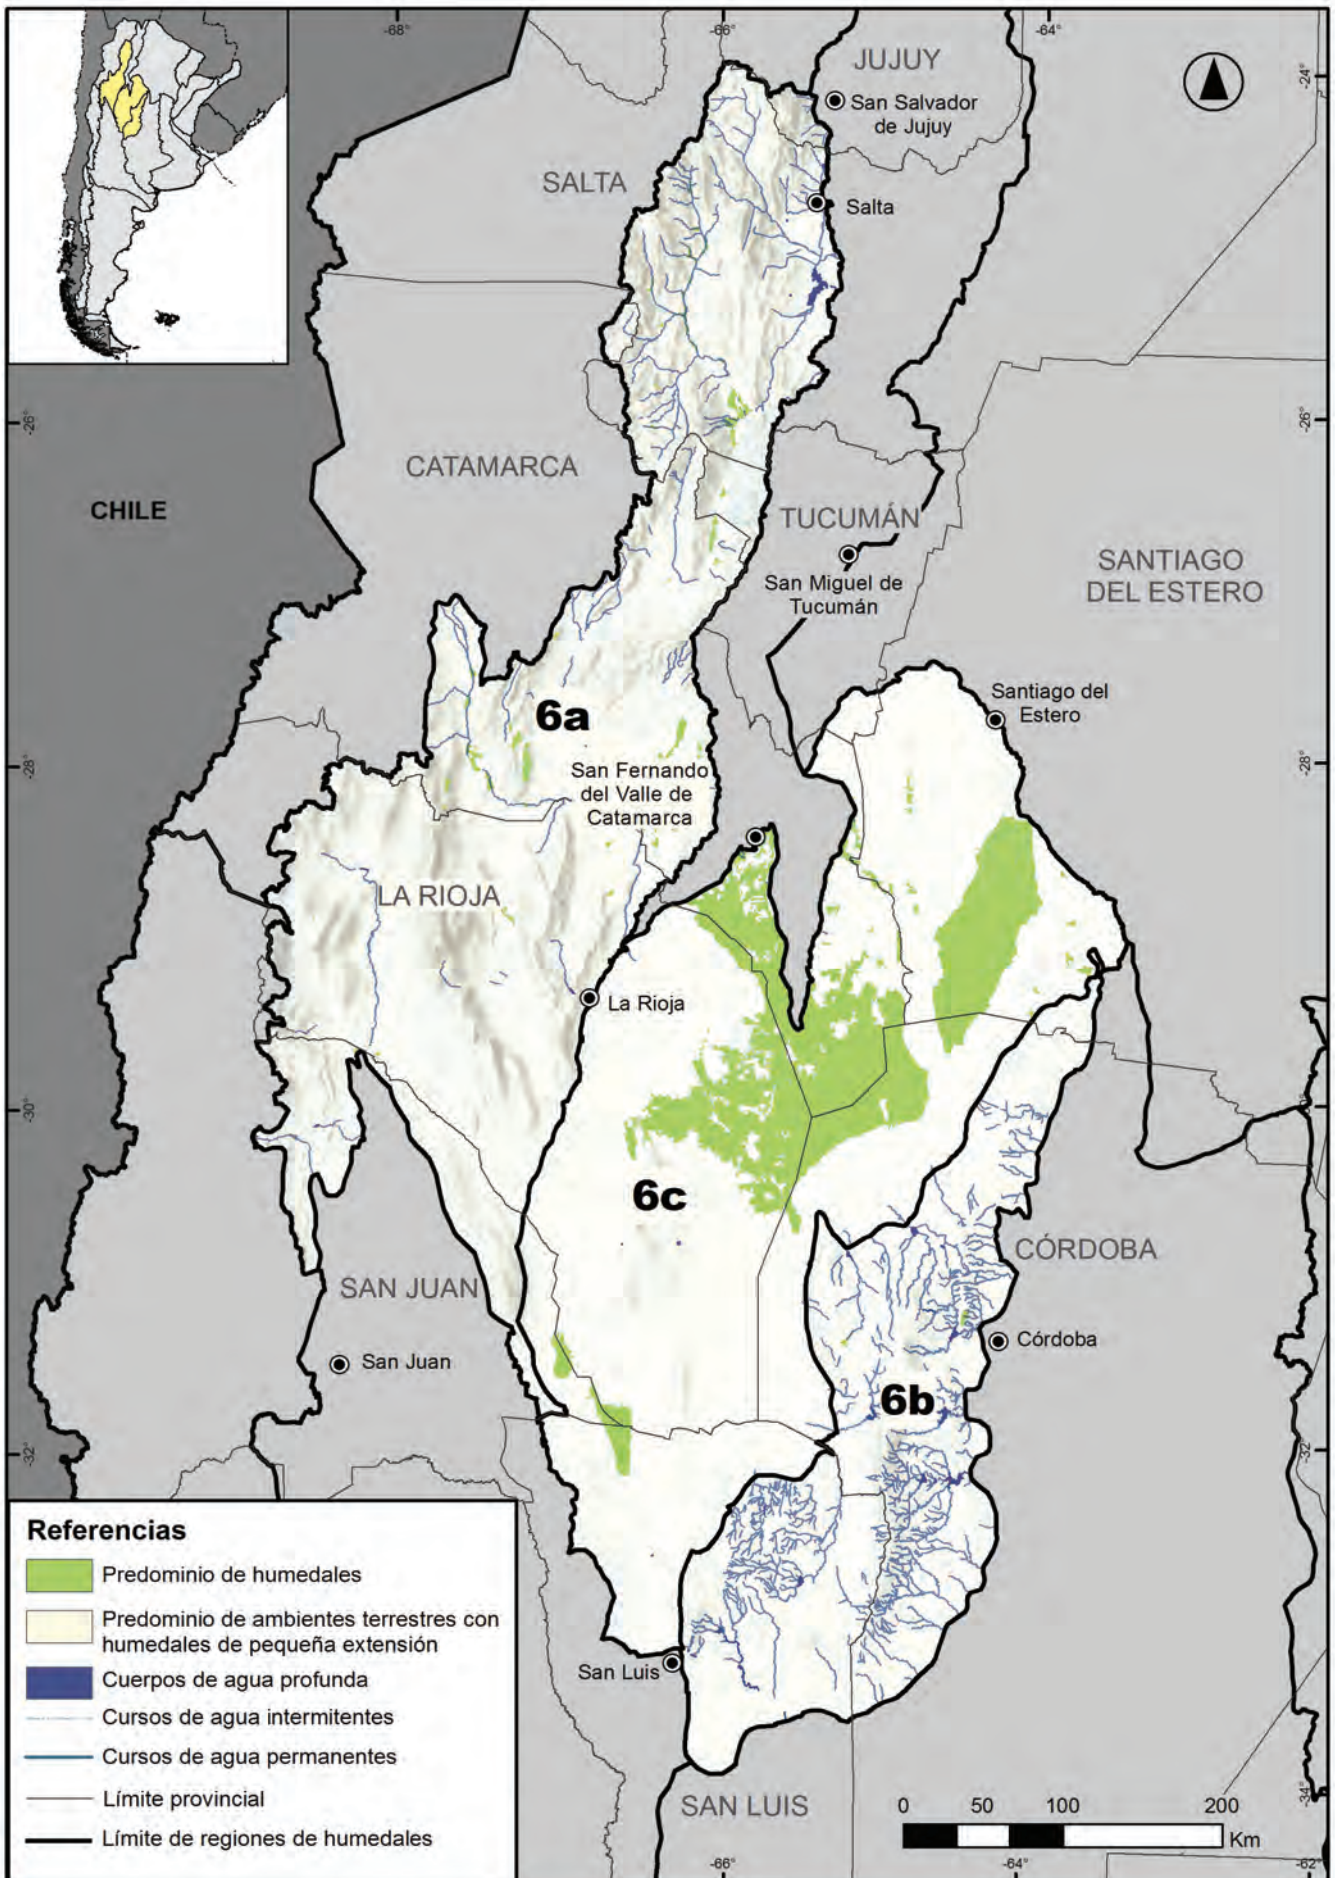 -68°
-66°
-64°
JUJUY
-24°
San Salvador
de Jujuy
SALTA
Salta
-26°
-26°
CATAMARCA
CHILE
TUCUMÁN
San Miguel de
Tucumán
SANTIAGO
DEL ESTERO
Santiago del
Estero
6a
-28°
-28°
San Fernando
del Valle de
Catamarca
LA RIOJA
La Rioja
-30°
6c
CÓRDOBA
SAN JUAN
San Juan
Córdoba
6b
-32°
-32°
Referencias
Predominio de humedales
Predominio de ambientes terrestres con
humedales de pequeña extensión
Cuerpos de agua profunda
Cursos de agua intermitentes
Cursos de agua permanentes
Límite provincial
Límite de regiones de humedales
San Luis
SAN LUIS
-34°
0 50 100 200
Km
-66°
-64°
-62°